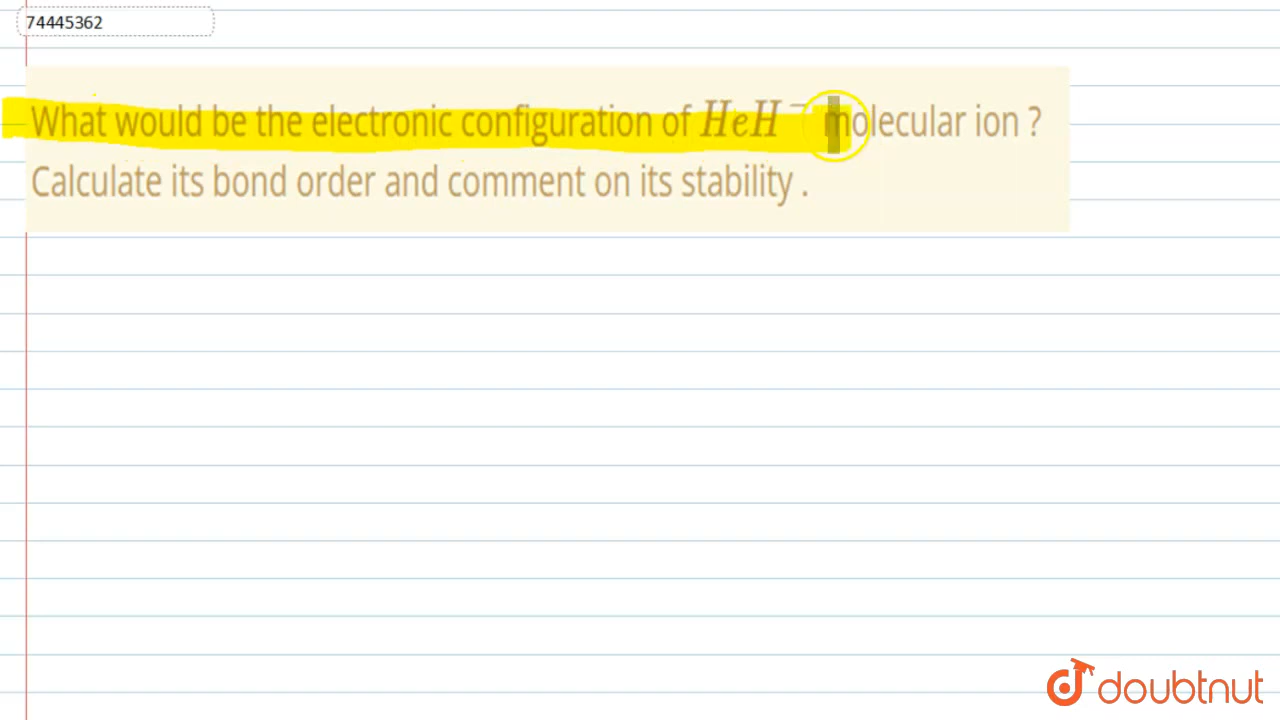 74445362
What would be the electronic configuration of HeH⁻ molecular ion ?
Calculate its bond order and comment on its stability .
doubtnut